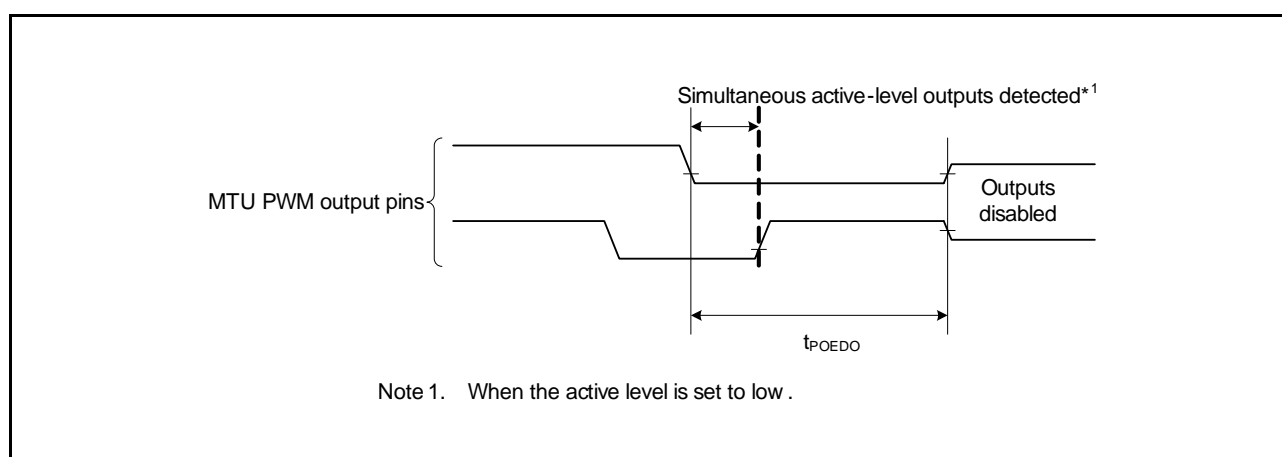 Simultaneous active-level outputs detected*1
MTU PWM output pins
Outputs
disabled
tPOEDO
Note 1. When the active level is set to low .